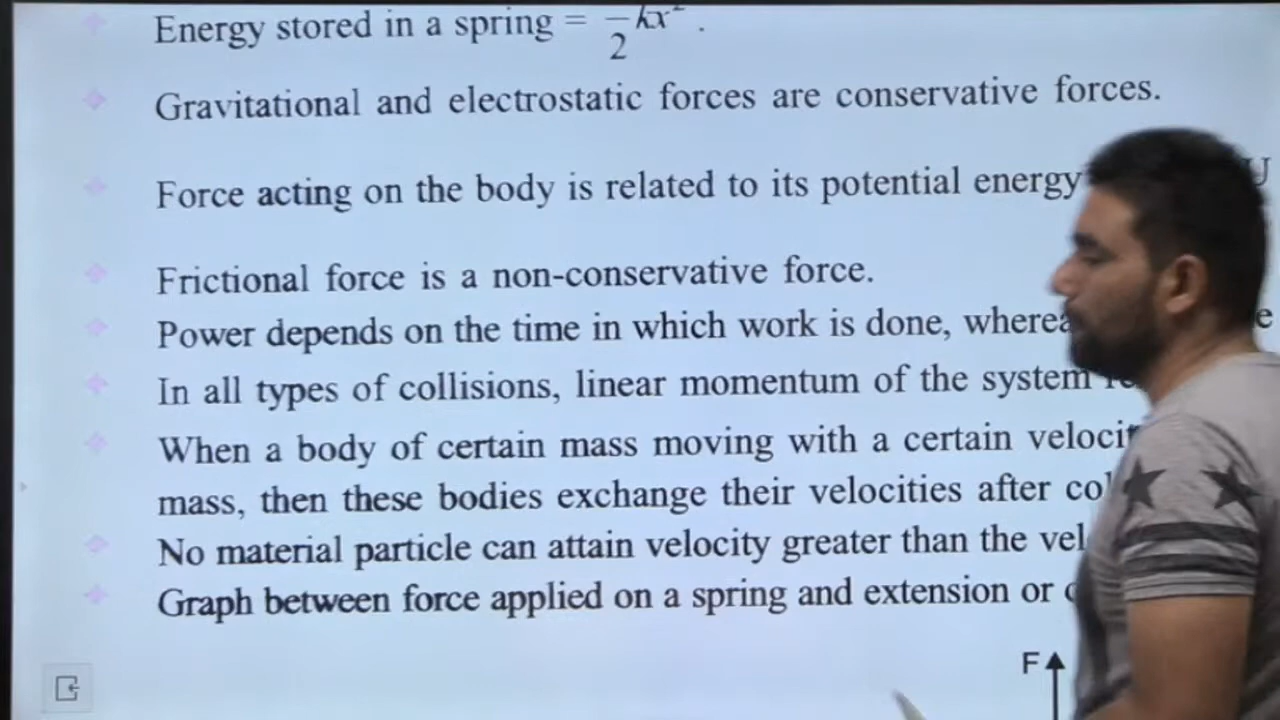 Energy stored in a spring = 1/2 kx² .
Gravitational and electrostatic forces are conservative forces.
Force acting on the body is related to its potential energy U
Frictional force is a non-conservative force.
Power depends on the time in which work is done, wherea e
In all types of collisions, linear momentum of the system
When a body of certain mass moving with a certain velocit
mass, then these bodies exchange their velocities after col
No material particle can attain velocity greater than the vel
Graph between force applied on a spring and extension or
F